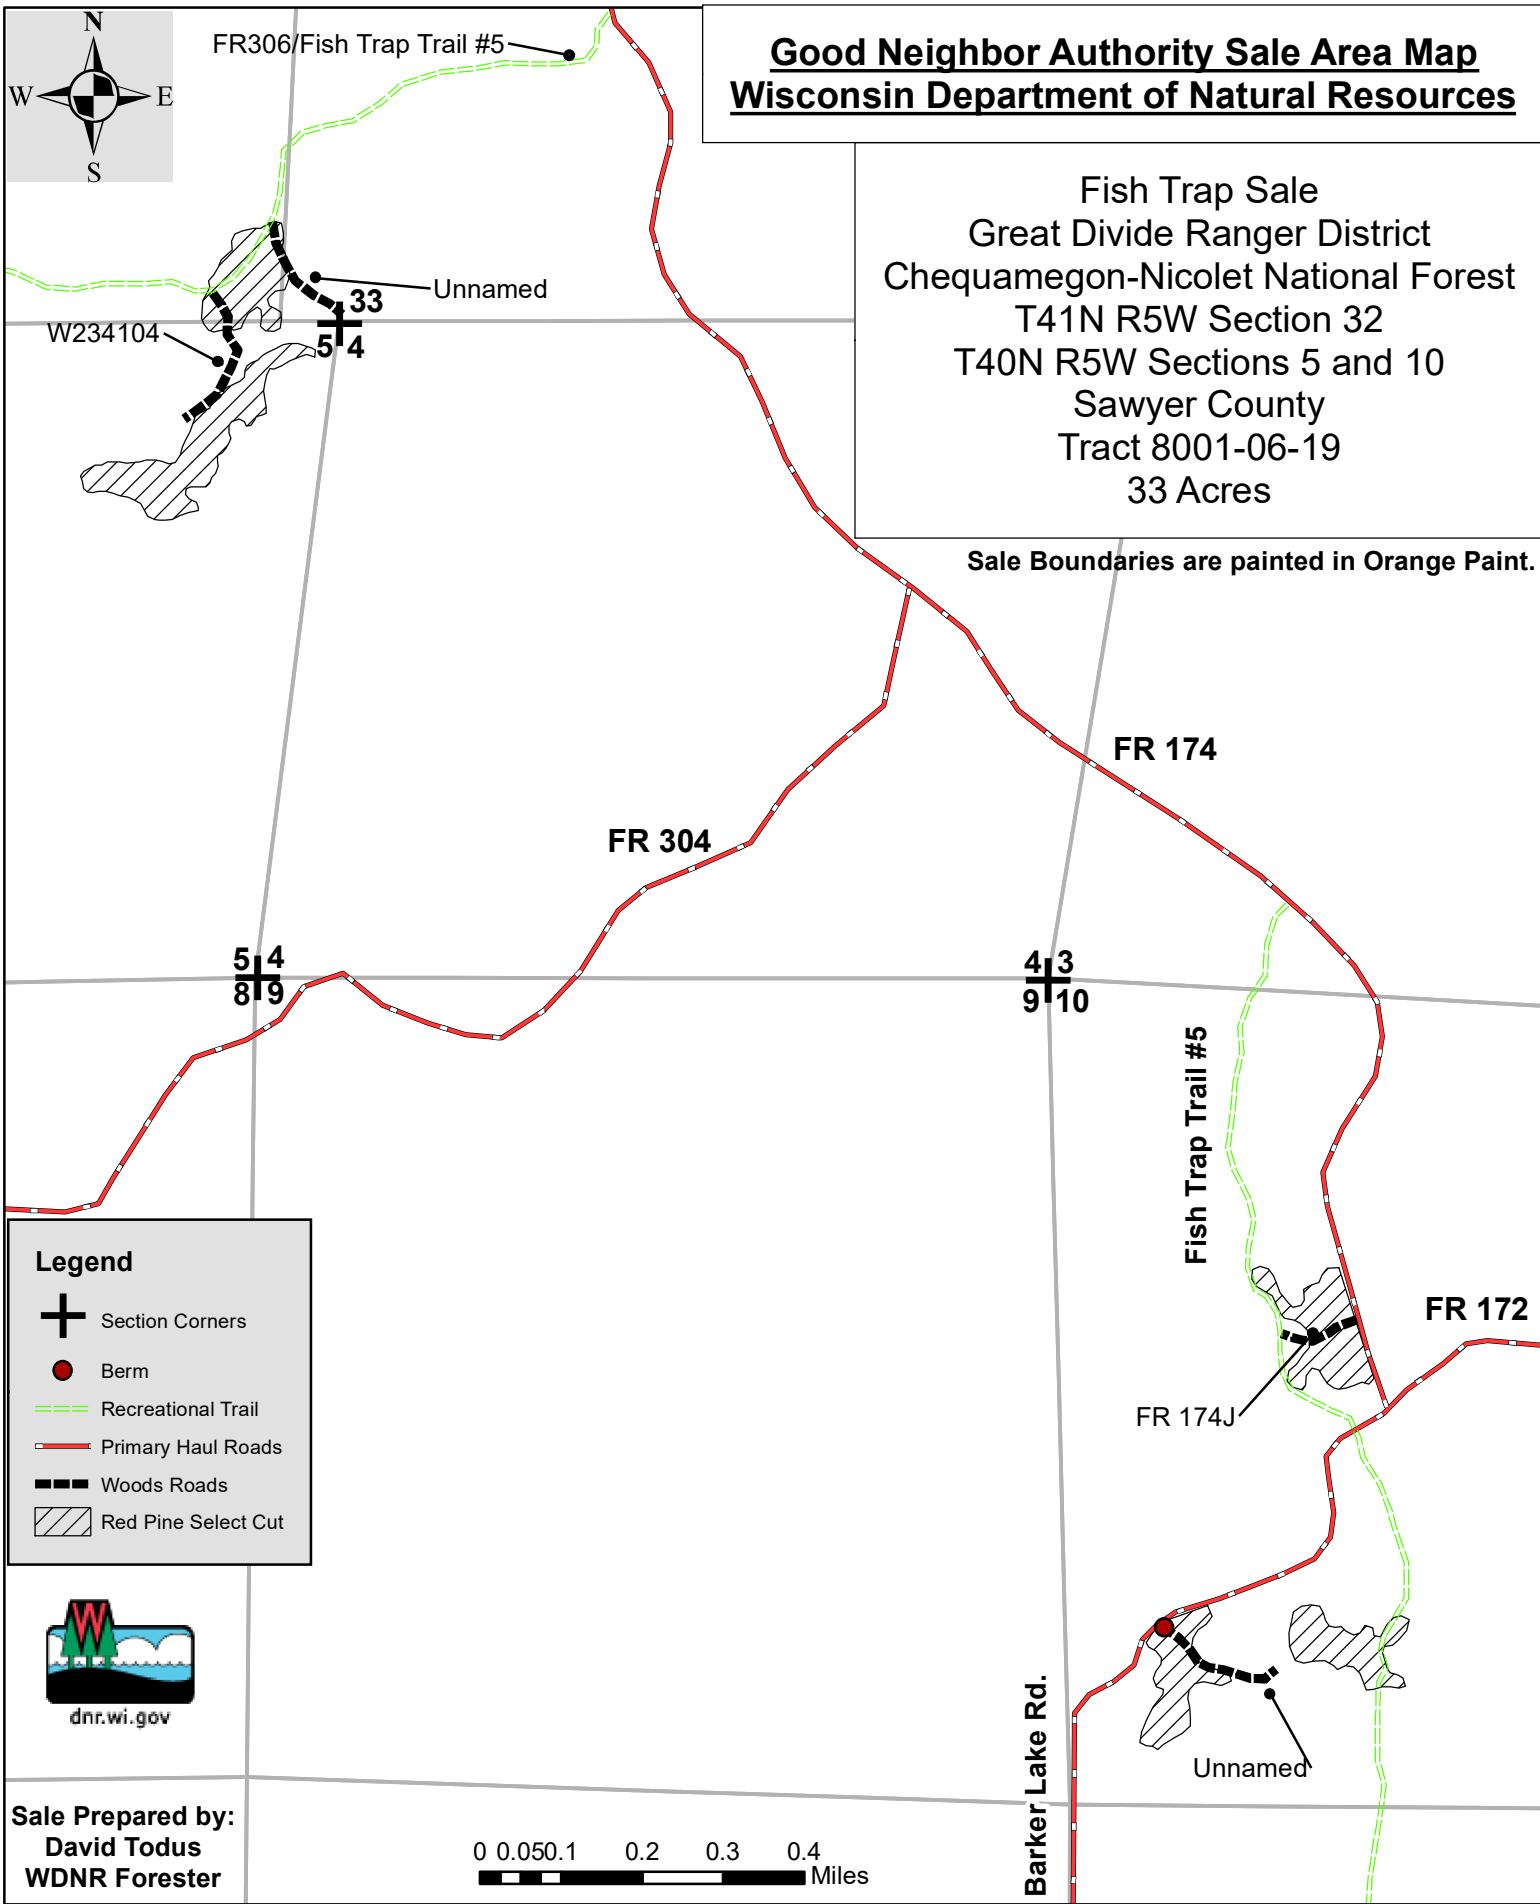 N
W E
S
FR306/Fish Trap Trail #5
Good Neighbor Authority Sale Area Map
Wisconsin Department of Natural Resources
Fish Trap Sale
Great Divide Ranger District
Chequamegon-Nicolet National Forest
T41N R5W Section 32
T40N R5W Sections 5 and 10
Sawyer County
Tract 8001-06-19
33 Acres
Sale Boundaries are painted in Orange Paint.
Unnamed
33
W234104
5 4
FR 174
FR 304
5 4
8 9
4 3
9 10
Fish Trap Trail #5
FR 172
FR 174J
Legend
Section Corners
Berm
Recreational Trail
Primary Haul Roads
Woods Roads
Red Pine Select Cut
W
dnr.wi.gov
Barker Lake Rd.
Unnamed
Sale Prepared by:
David Todus
WDNR Forester
0 0.050.1 0.2 0.3 0.4
Miles